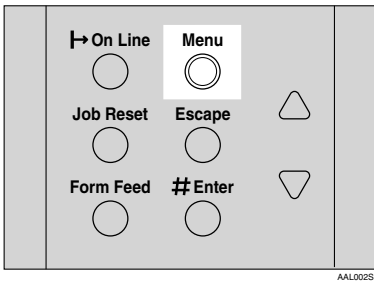 On Line Menu
Job Reset Escape
Form Feed # Enter
AAL002S